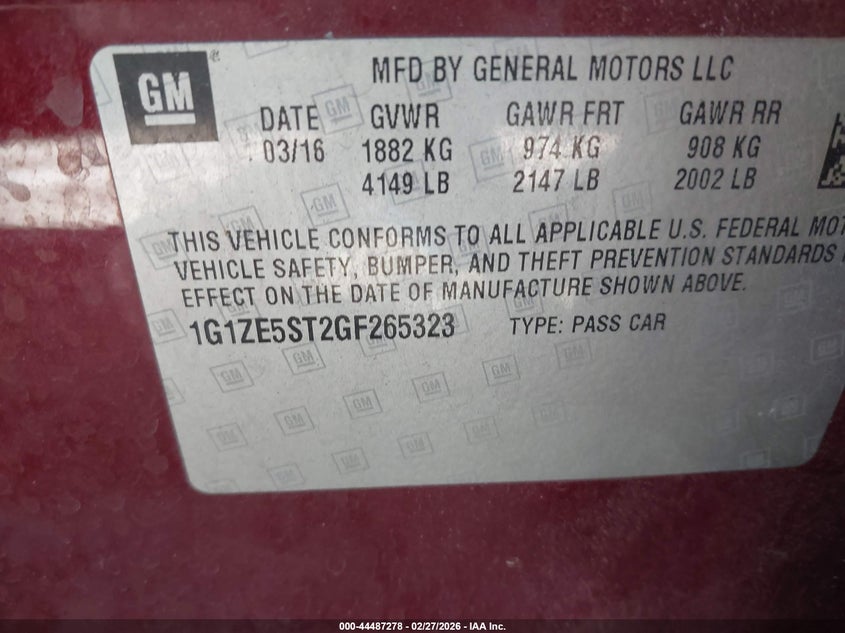 GM
MFD BY GENERAL MOTORS LLC
DATE GVWR GAWR FRT GAWR RR
03/16 1882 KG 974 KG 908 KG
4149 LB 2147 LB 2002 LB
THIS VEHICLE CONFORMS TO ALL APPLICABLE U.S. FEDERAL MOT
VEHICLE SAFETY, BUMPER, AND THEFT PREVENTION STANDARDS
EFFECT ON THE DATE OF MANUFACTURE SHOWN ABOVE.
1G1ZE5ST2GF265323 TYPE: PASS CAR
000-44487278 - 02/27/2026 - IAA Inc.